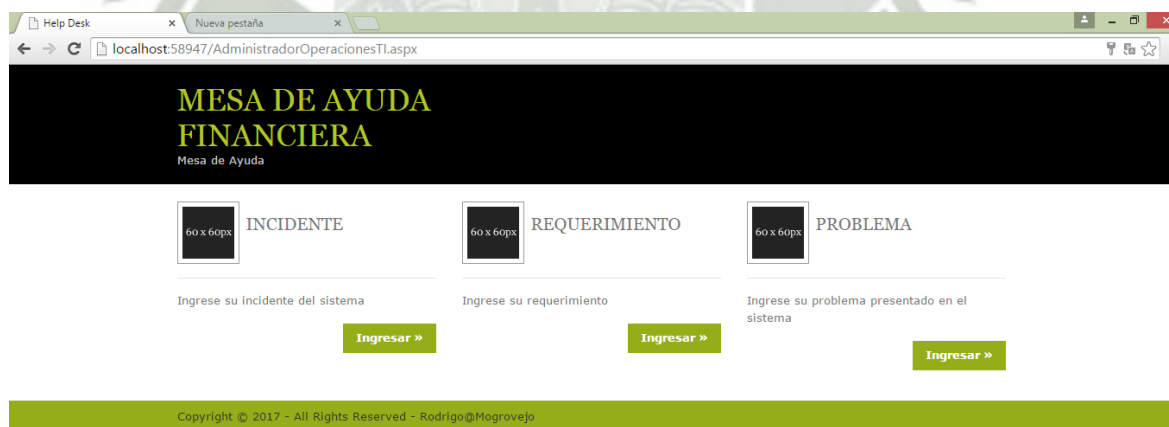 Help Desk
Nueva pestaña
localhost:58947/AdministradorOperacionesTI.aspx
MESA DE AYUDA
FINANCIERA
Mesa de Ayuda
60 x 60px
INCIDENTE
Ingrese su incidente del sistema
Ingresar »
60 x 60px
REQUERIMIENTO
Ingrese su requerimiento
Ingresar »
60 x 60px
PROBLEMA
Ingrese su problema presentado en el
sistema
Ingresar »
Copyright © 2017 - All Rights Reserved - Rodrigo@Mogrovejo